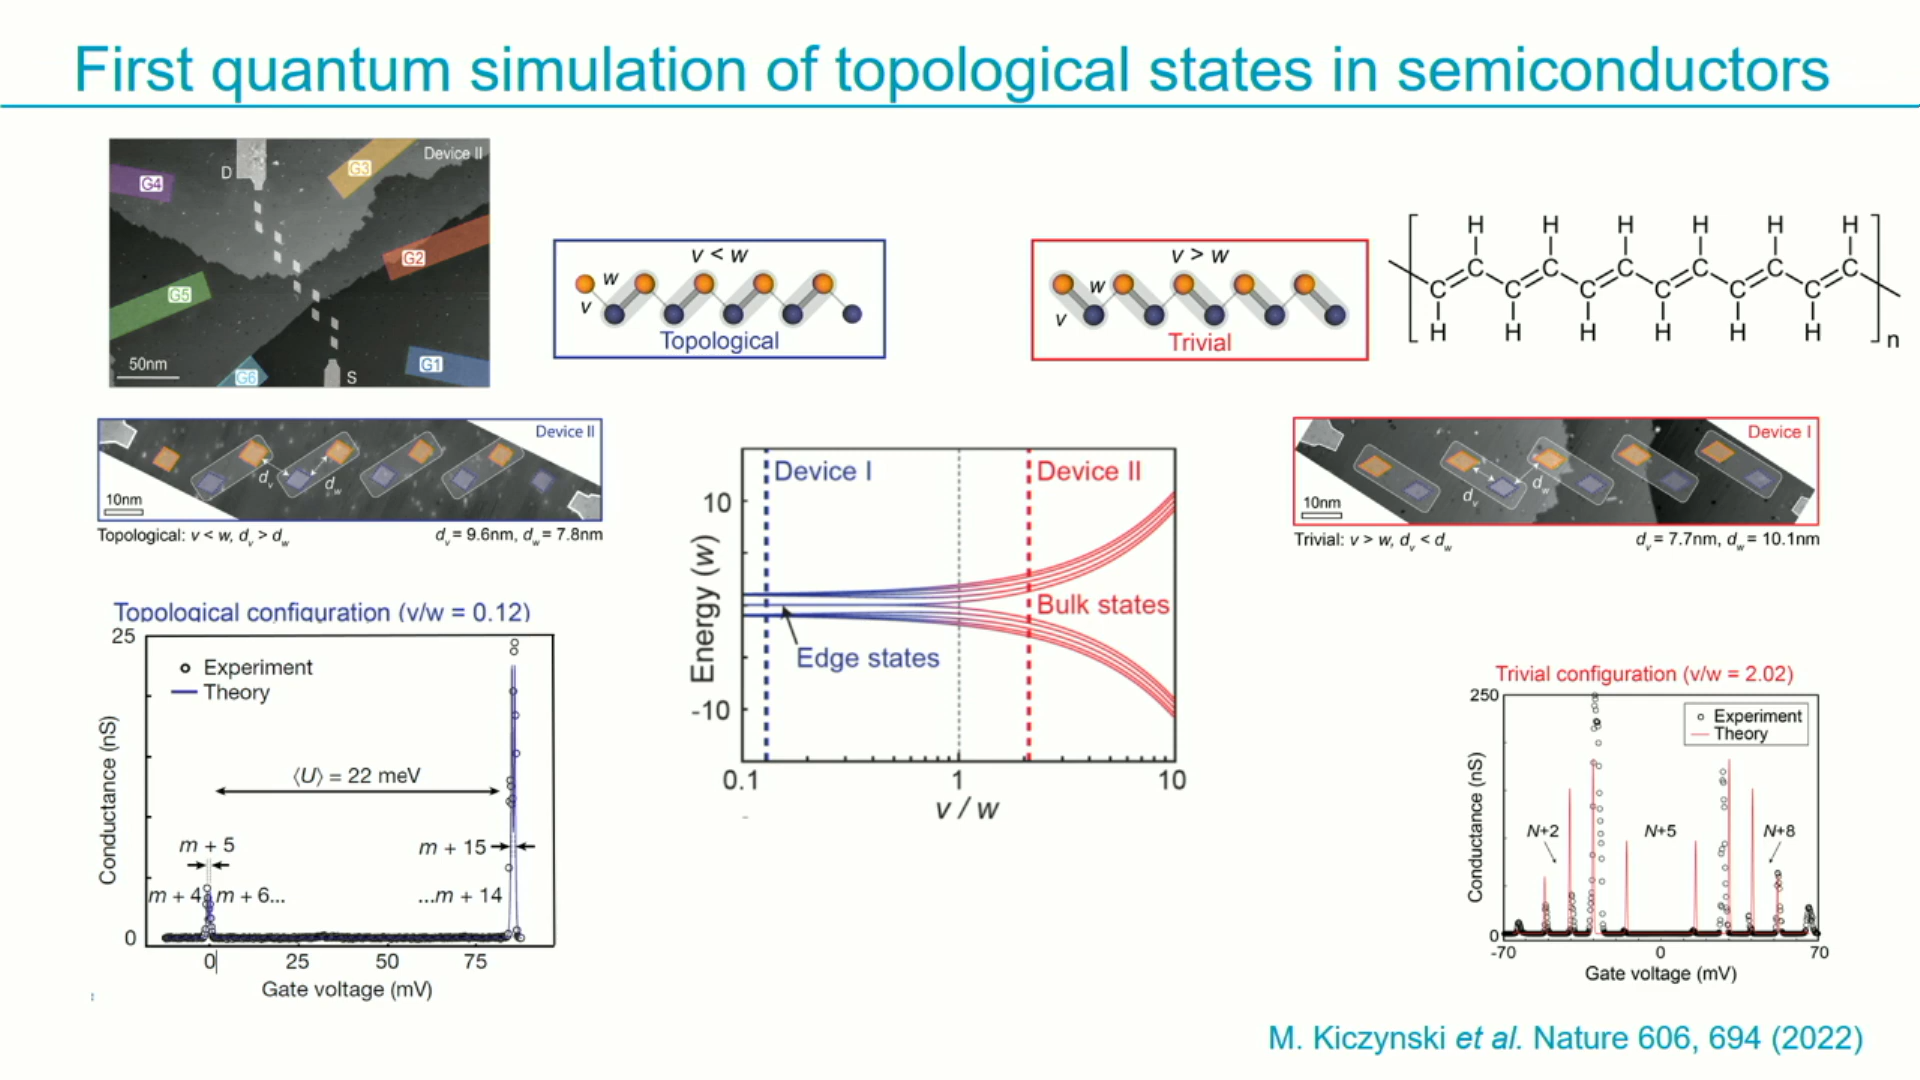 First quantum simulation of topological states in semiconductors
Device II
D
G3
G4
G2
G5
G1
G6
50nm
S
v < w
w
v
Topological
v > w
w
v
Trivial
H H H H H H
C C C C C C
C C C C C C
H H H H H H
n
Device II
d_v
d_w
10nm
Topological: v < w, d_v > d_w
d_v = 9.6nm, d_w = 7.8nm
Device I
d_v
d_w
10nm
Trivial: v > w, d_v < d_w
d_v = 7.7nm, d_w = 10.1nm
Device I
Device II
10
Energy (w)
Bulk states
Edge states
-10
0.1 1 10
v / w
Topological configuration (v/w = 0.12)
25
Experiment
Theory
Conductance (nS)
⟨U⟩ = 22 meV
m + 5
m + 15
m + 4
m + 6...
...m + 14
0
0 25 50 75
Gate voltage (mV)
Trivial configuration (v/w = 2.02)
250
Experiment
Theory
Conductance (nS)
N+2
N+5
N+8
0
-70 0 70
Gate voltage (mV)
M. Kiczynski et al. Nature 606, 694 (2022)